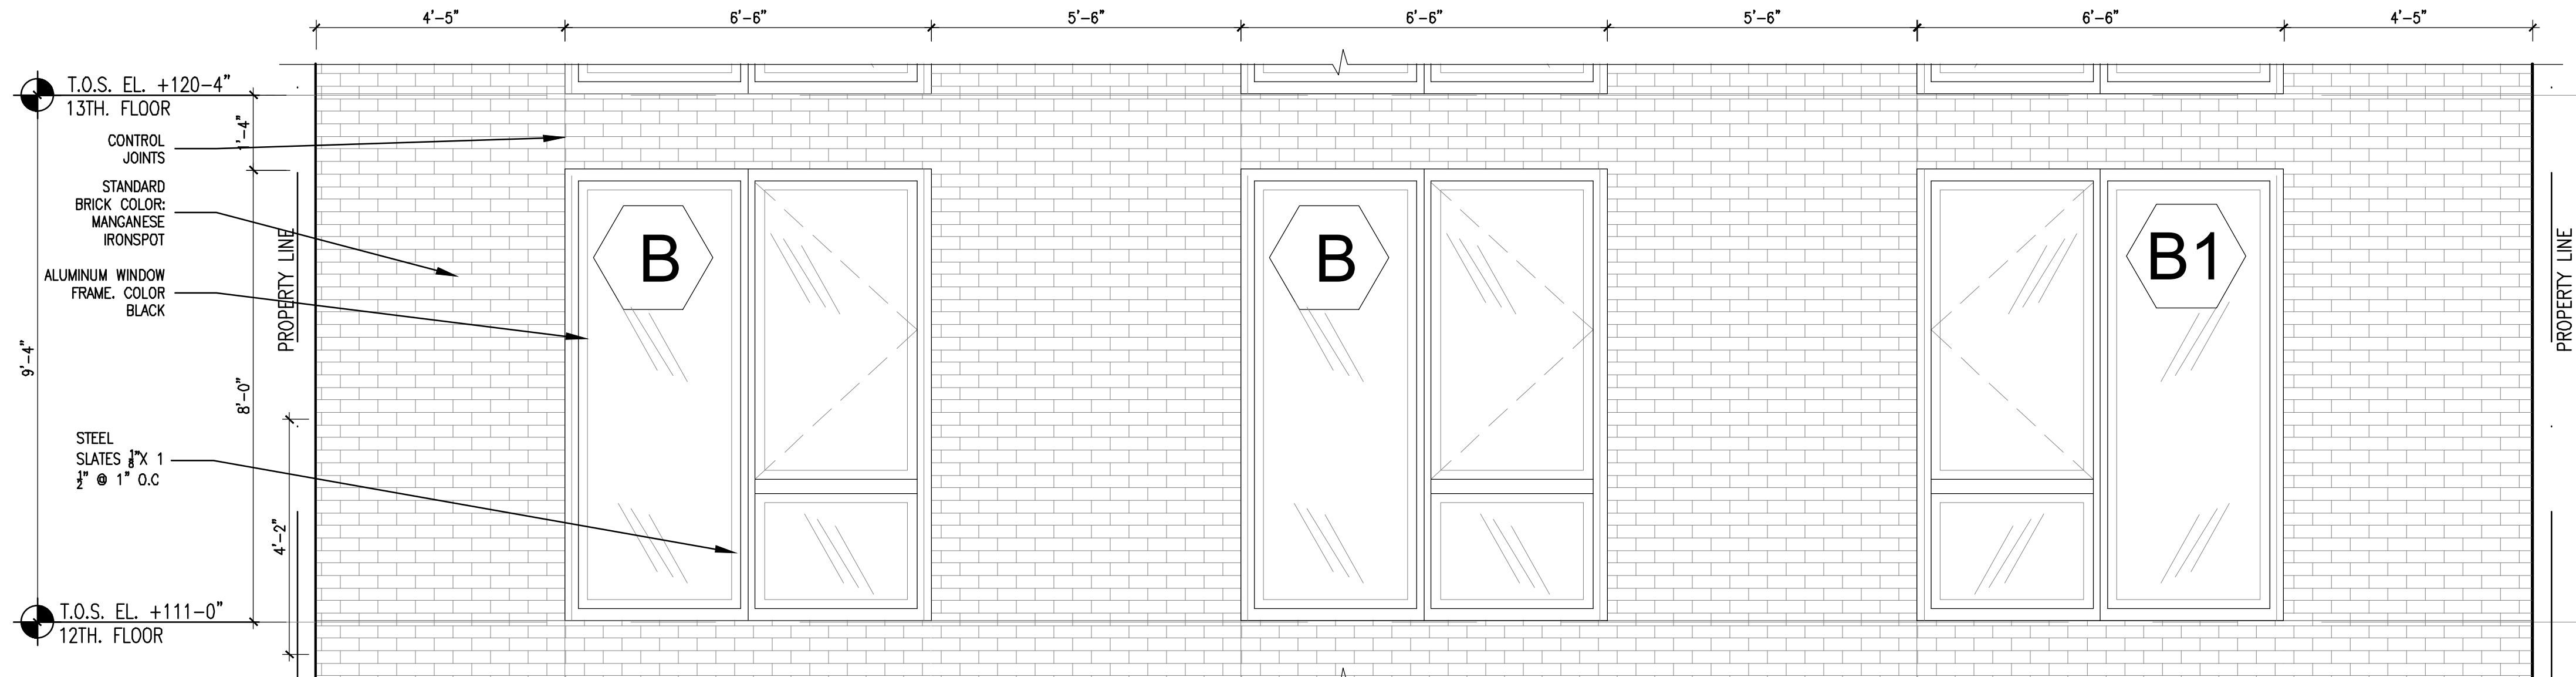 4'-5" 6'-6" 5'-6" 6'-6" 5'-6" 6'-6" 4'-5"
T.O.S. EL. +120-4"
13TH. FLOOR
1'-4"
CONTROL
JOINTS
STANDARD
BRICK COLOR:
MANGANESE
IRONSPOT
PROPERTY LINE
ALUMINUM WINDOW
FRAME. COLOR
BLACK
B
B
B1
PROPERTY LINE
9'-4"
8'-0"
STEEL
SLATES 1/8"X 1
1/2" @ 1" O.C
4'-2"
T.O.S. EL. +111-0"
12TH. FLOOR